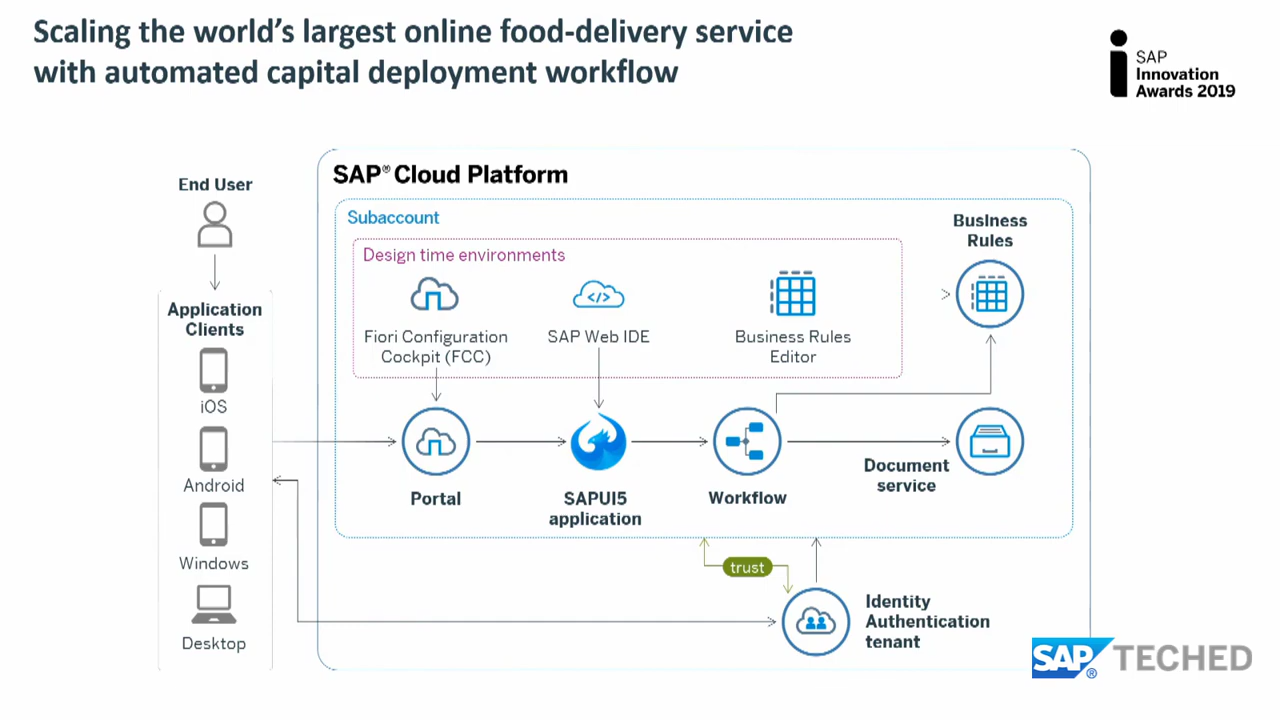 Scaling the world’s largest online food-delivery service
with automated capital deployment workflow
SAP
Innovation
Awards 2019
End User
Application
Clients
iOS
Android
Windows
Desktop
SAP® Cloud Platform
Subaccount
Design time environments
Fiori Configuration
Cockpit (FCC)
SAP Web IDE
Business Rules
Editor
Business
Rules
Portal
SAPUI5
application
Workflow
Document
service
trust
Identity
Authentication
tenant
SAP® TECHED